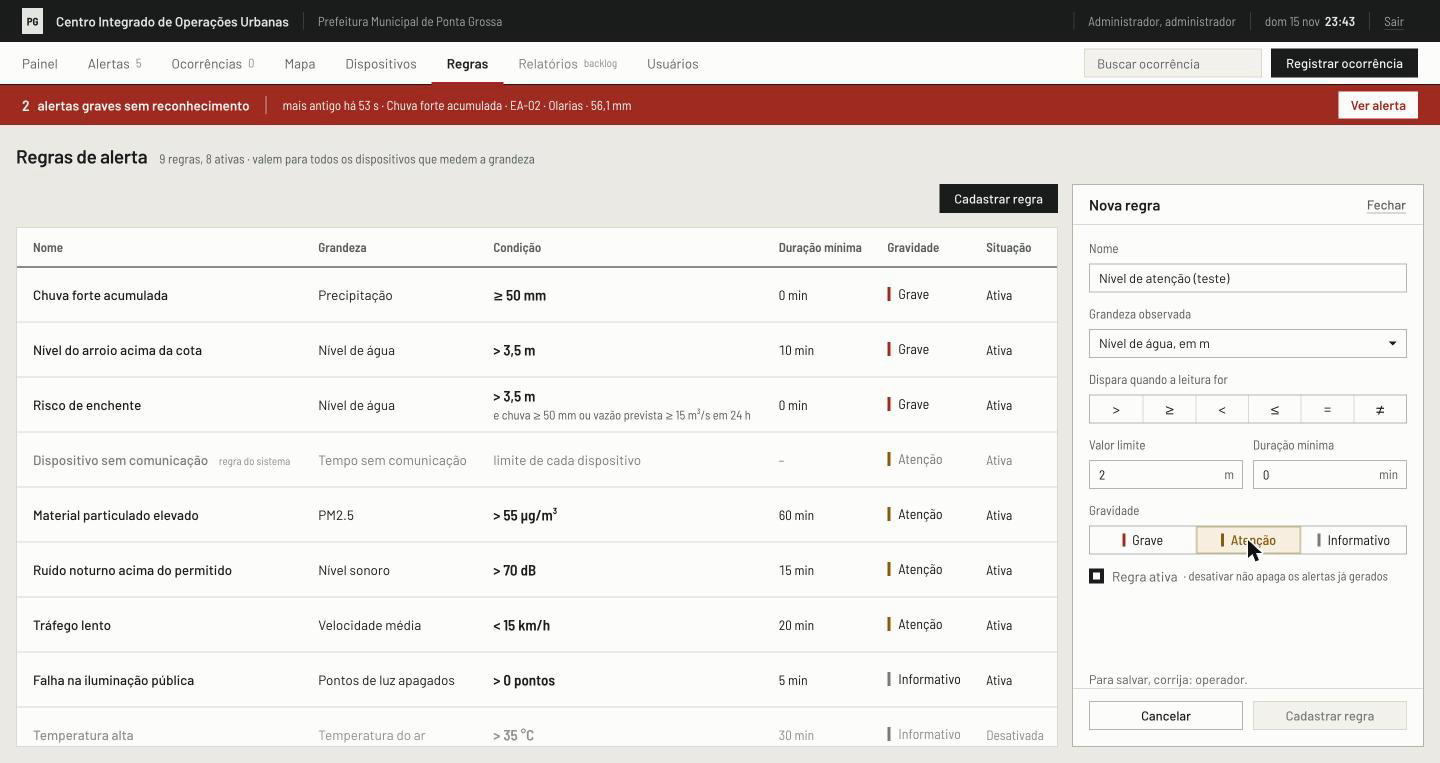 PG Centro Integrado de Operações Urbanas Prefeitura Municipal de Ponta Grossa Administrador, administrador dom 15 nov 23:43 Sair
Painel Alertas 5 Ocorrências 0 Mapa Dispositivos Regras Relatórios backlog Usuários Buscar ocorrência Registrar ocorrência
2 alertas graves sem reconhecimento mais antigo há 53 s · Chuva forte acumulada · EA-02 · Olarias · 56,1 mm Ver alerta
Regras de alerta 9 regras, 8 ativas · valem para todos os dispositivos que medem a grandeza
Cadastrar regra
Nome Grandeza Condição Duração mínima Gravidade Situação
Chuva forte acumulada Precipitação ≥ 50 mm 0 min Grave Ativa
Nível do arroio acima da cota Nível de água > 3,5 m 10 min Grave Ativa
Risco de enchente Nível de água > 3,5 m 0 min Grave Ativa
e chuva ≥ 50 mm ou vazão prevista ≥ 15 m³/s em 24 h
Dispositivo sem comunicação regra do sistema Tempo sem comunicação limite de cada dispositivo – Atenção Ativa
Material particulado elevado PM2.5 > 55 µg/m³ 60 min Atenção Ativa
Ruído noturno acima do permitido Nível sonoro > 70 dB 15 min Atenção Ativa
Tráfego lento Velocidade média < 15 km/h 20 min Atenção Ativa
Falha na iluminação pública Pontos de luz apagados > 0 pontos 5 min Informativo Ativa
Temperatura alta Temperatura do ar > 35 °C 30 min Informativo Desativada
Nova regra Fechar
Nome
Nível de atenção (teste)
Grandeza observada
Nível de água, em m
Dispara quando a leitura for
> ≥ < ≤ = ≠
Valor limite Duração mínima
2 m 0 min
Gravidade
Grave Atenção Informativo
Regra ativa · desativar não apaga os alertas já gerados
Para salvar, corrija: operador.
Cancelar Cadastrar regra